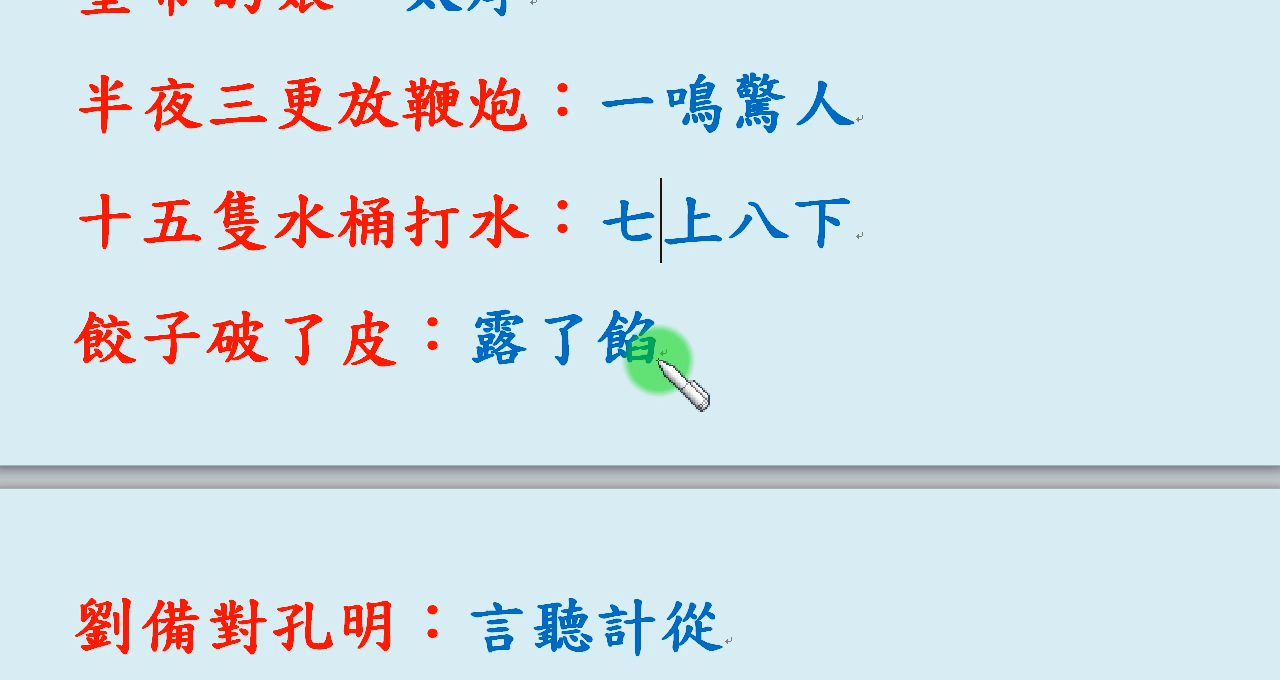 半夜三更放鞭炮：一鳴驚人
十五隻水桶打水：七上八下
餃子破了皮：露了餡
劉備對孔明：言聽計從